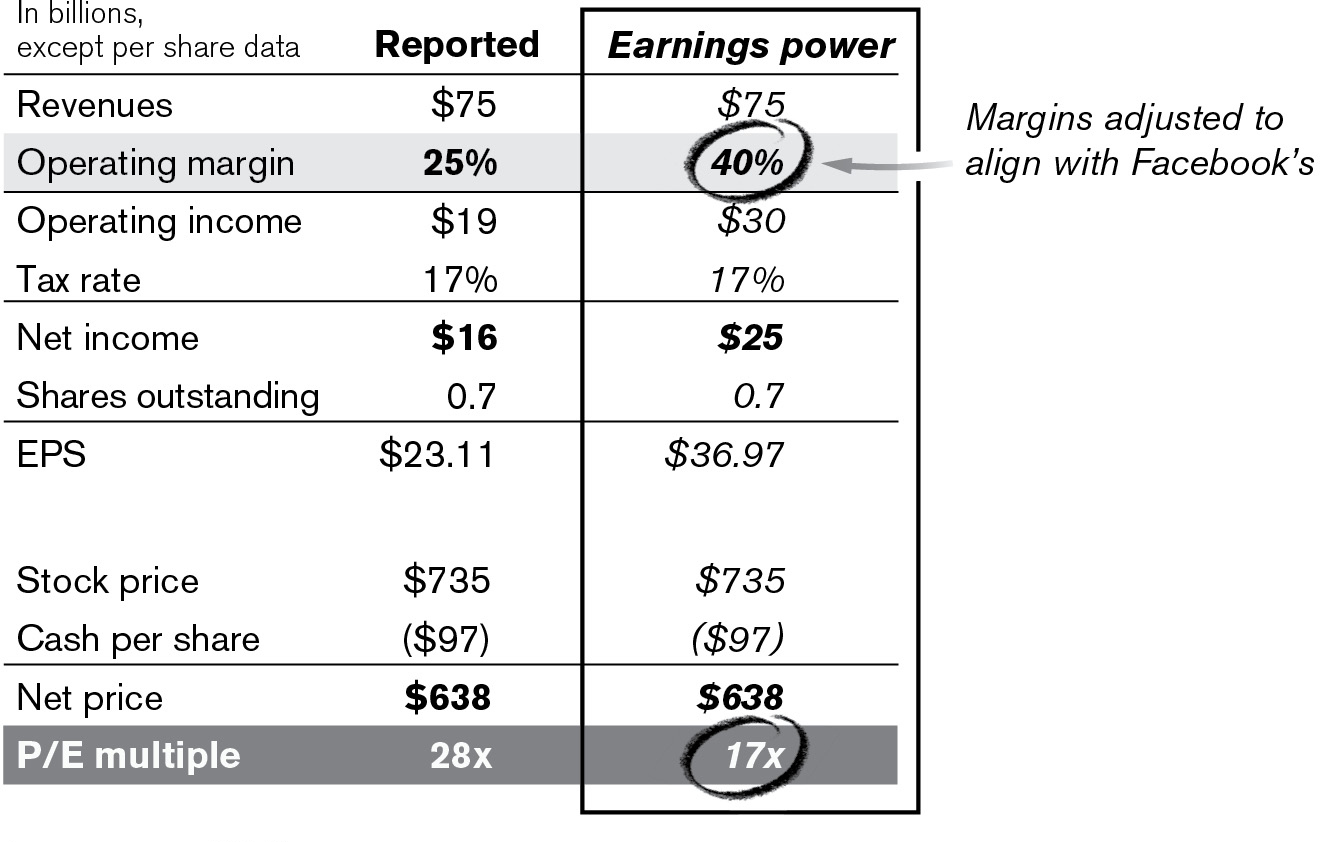 In billions,
except per share data Reported Earnings power
Revenues $75 $75
Operating margin 25% 40%
Margins adjusted to
align with Facebook’s
Operating income $19 $30
Tax rate 17% 17%
Net income $16 $25
Shares outstanding 0.7 0.7
EPS $23.11 $36.97
Stock price $735 $735
Cash per share ($97) ($97)
Net price $638 $638
P/E multiple 28x 17x